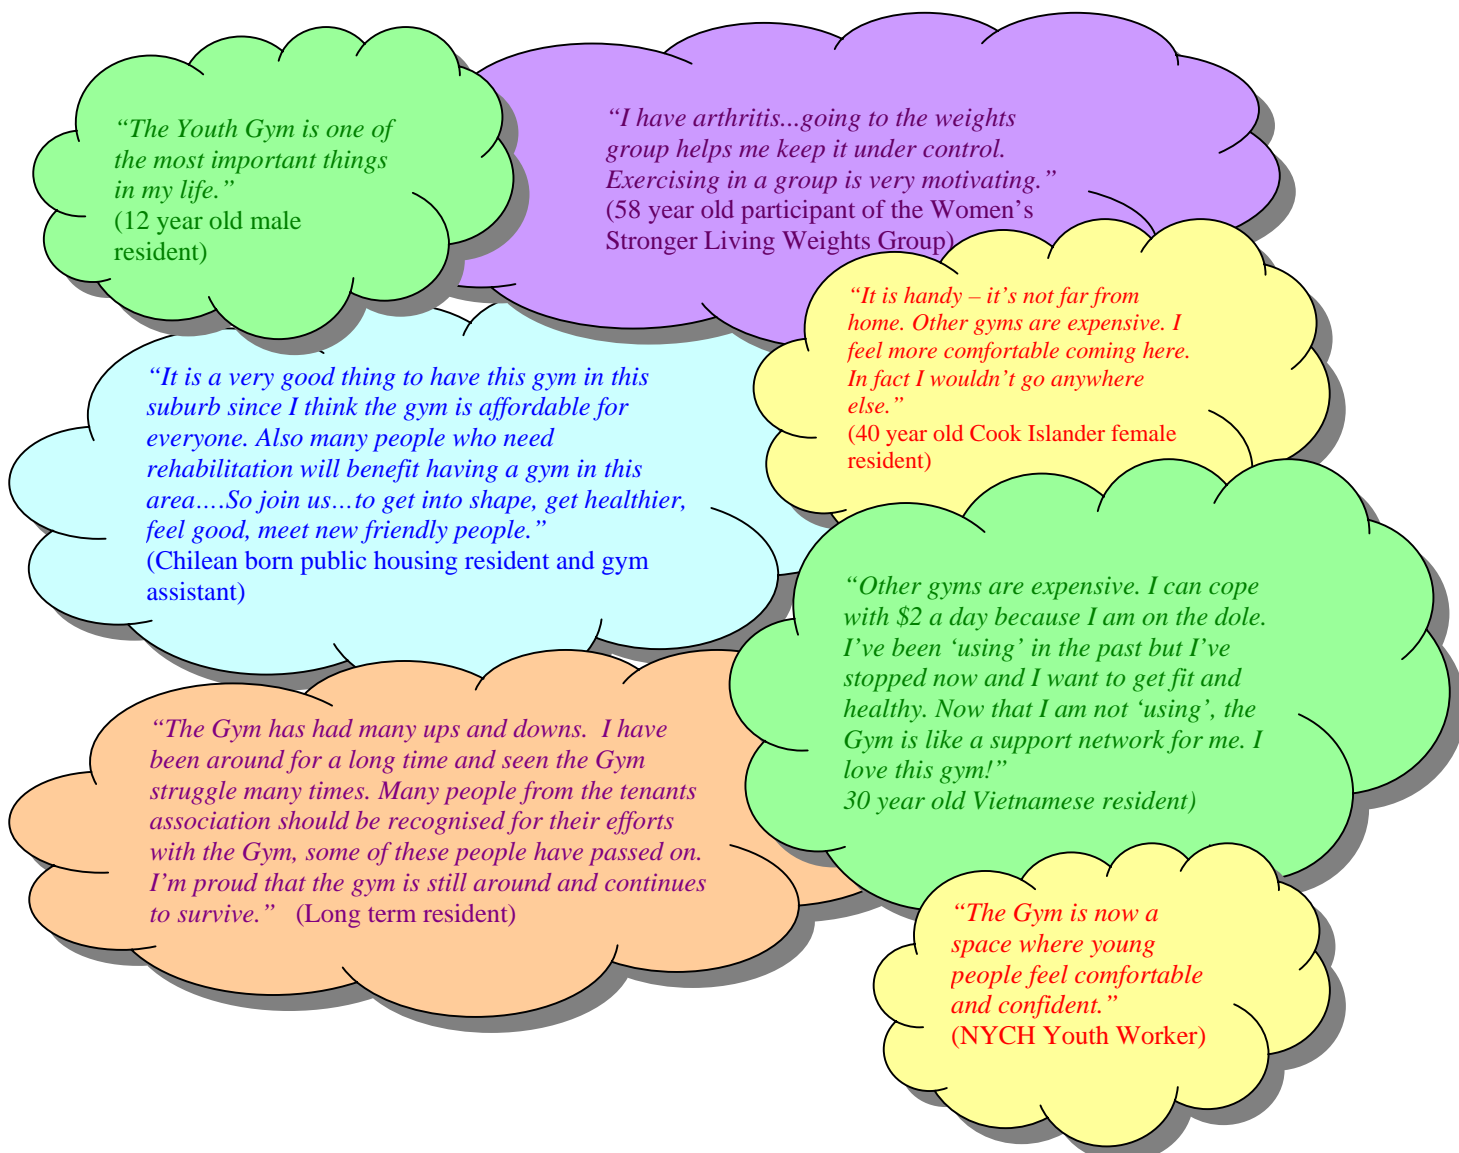 “The Youth Gym is one of
the most important things
in my life.”
(12 year old male
resident)
“I have arthritis...going to the weights
group helps me keep it under control.
Exercising in a group is very motivating.”
(58 year old participant of the Women’s
Stronger Living Weights Group)
“It is handy – it’s not far from
home. Other gyms are expensive. I
feel more comfortable coming here.
In fact I wouldn’t go anywhere
else.”
(40 year old Cook Islander female
resident)
“It is a very good thing to have this gym in this
suburb since I think the gym is affordable for
everyone. Also many people who need
rehabilitation will benefit having a gym in this
area….So join us…to get into shape, get healthier,
feel good, meet new friendly people.”
(Chilean born public housing resident and gym
assistant)
“Other gyms are expensive. I can cope
with $2 a day because I am on the dole.
I’ve been ‘using’ in the past but I’ve
stopped now and I want to get fit and
healthy. Now that I am not ‘using’, the
Gym is like a support network for me. I
love this gym!”
30 year old Vietnamese resident)
“The Gym has had many ups and downs.  I have
been around for a long time and seen the Gym
struggle many times. Many people from the tenants
association should be recognised for their efforts
with the Gym, some of these people have passed on.
I’m proud that the gym is still around and continues
to survive.”   (Long term resident)
“The Gym is now a
space where young
people feel comfortable
and confident.”
(NYCH Youth Worker)